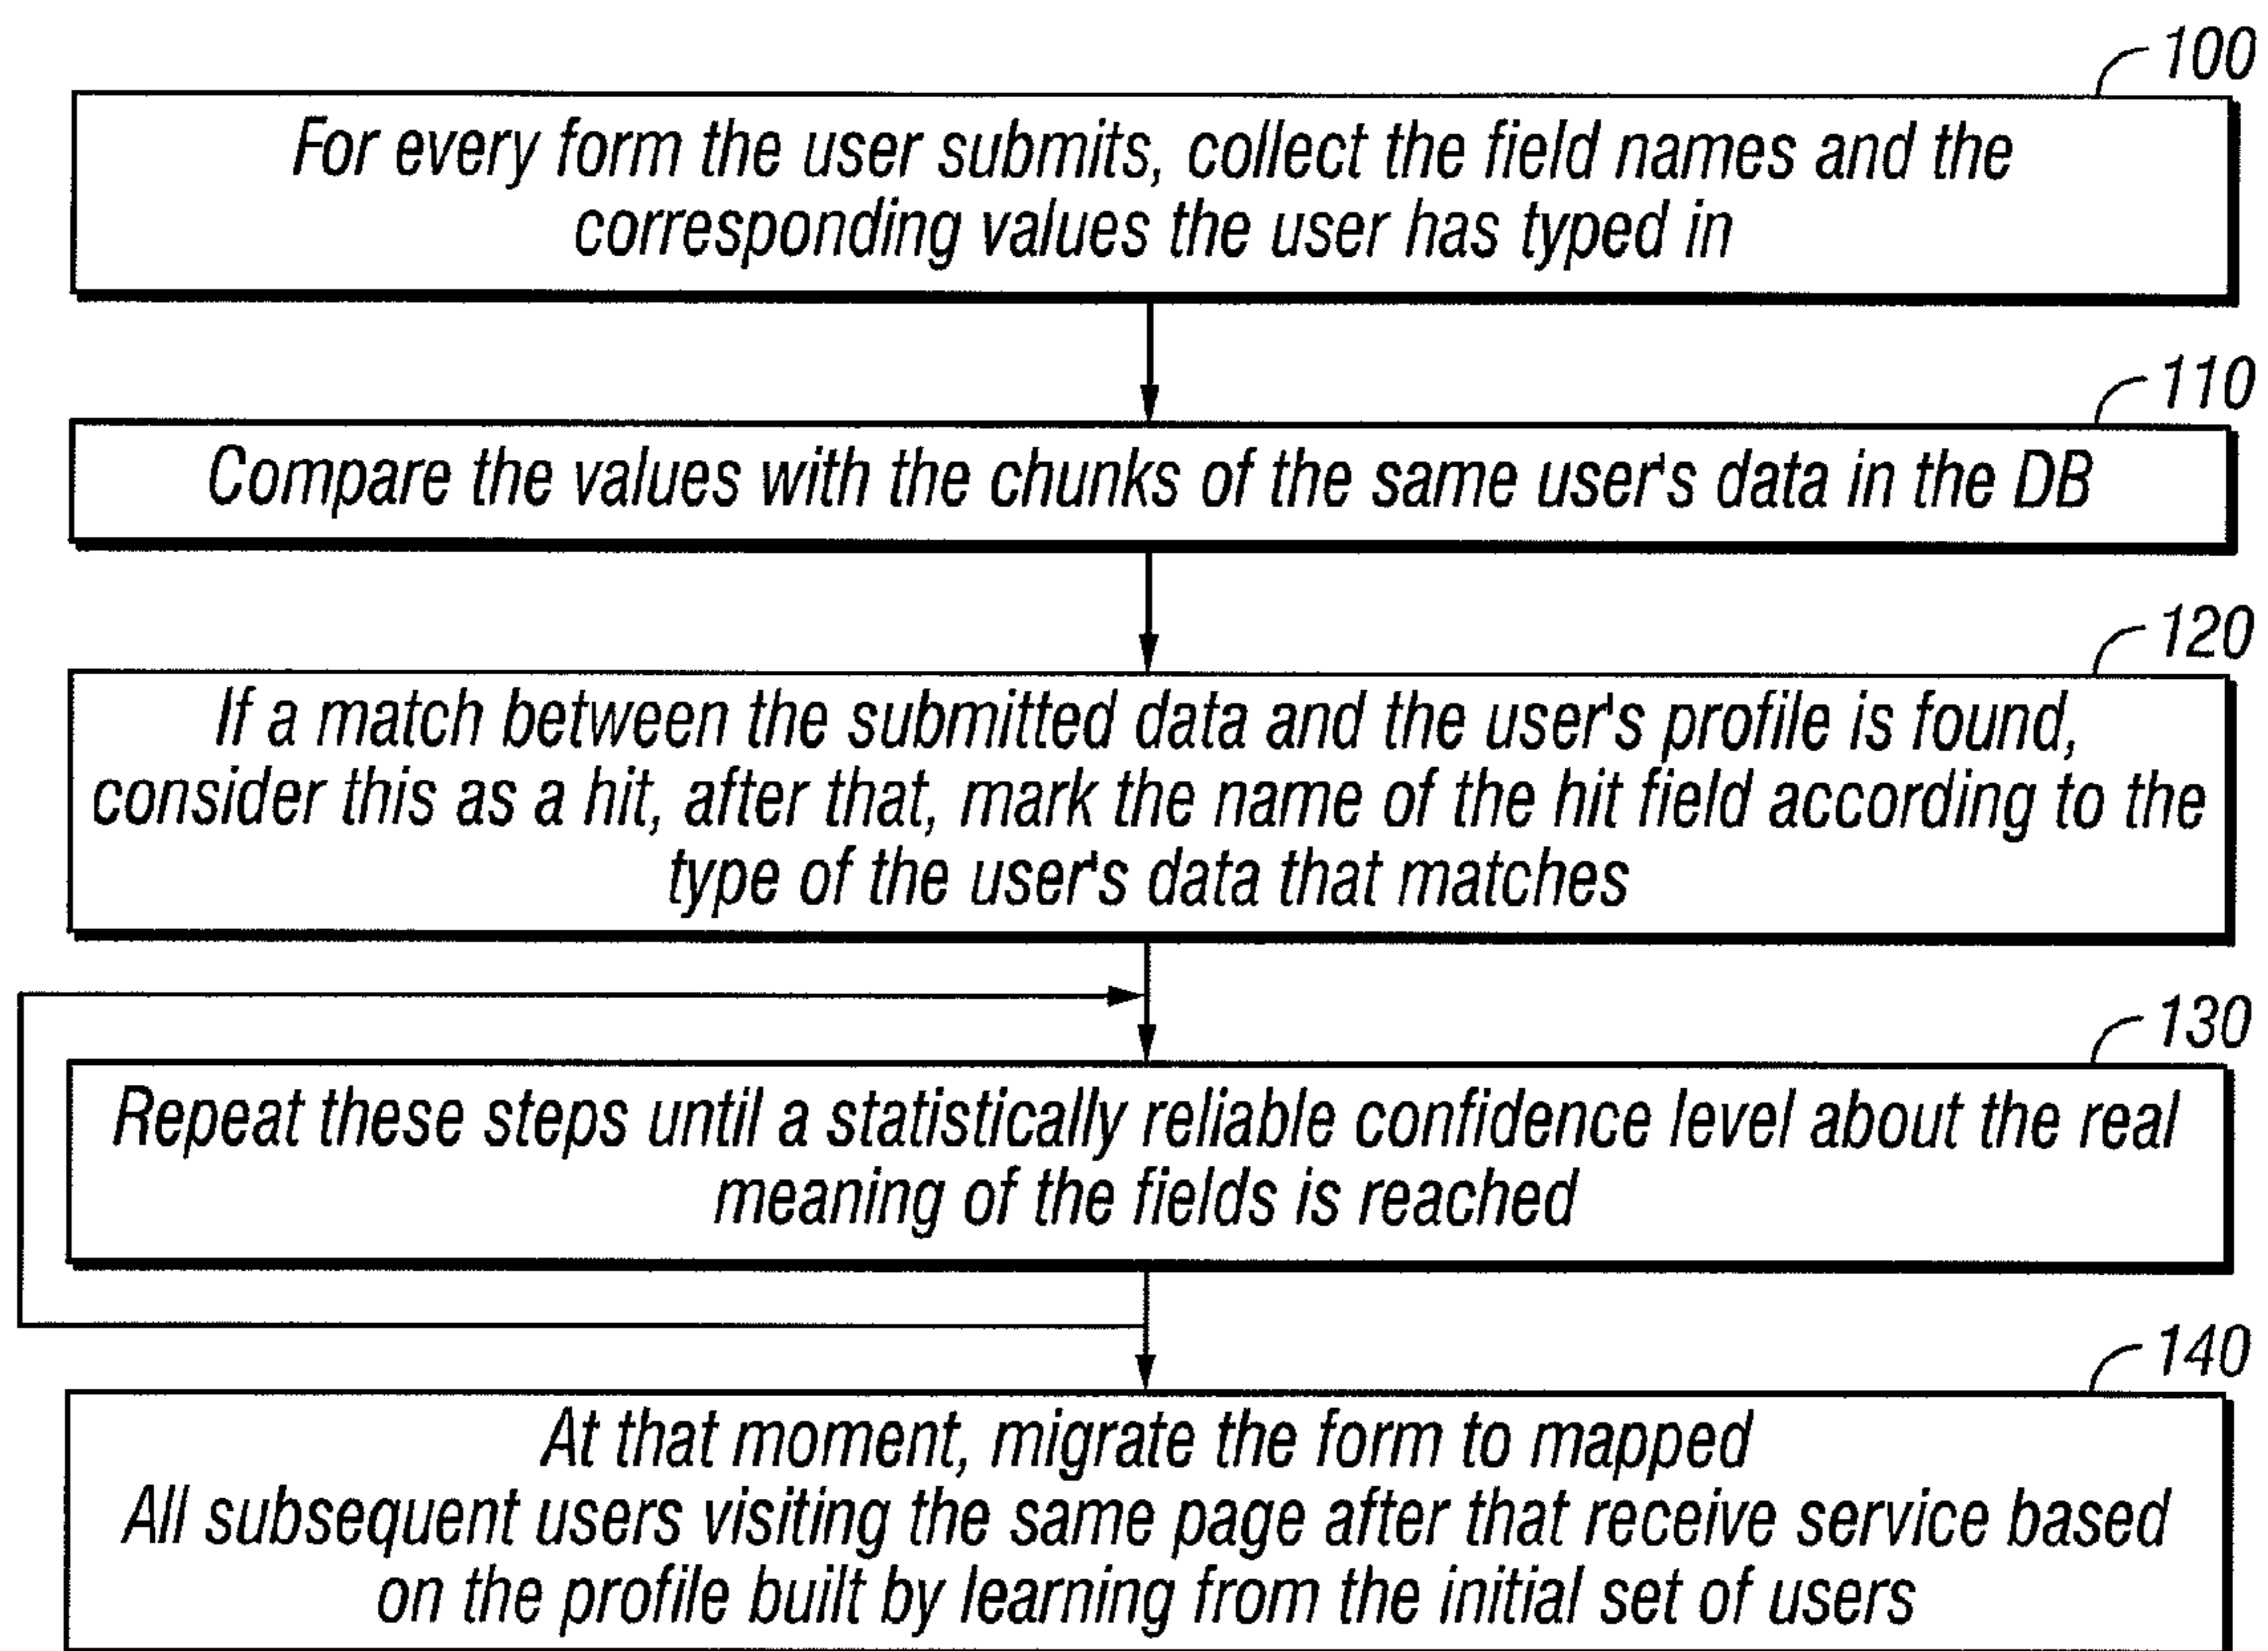 100
For every form the user submits, collect the field names and the
corresponding values the user has typed in
110
Compare the values with the chunks of the same user's data in the DB
120
If a match between the submitted data and the user's profile is found,
consider this as a hit, after that, mark the name of the hit field according to the
type of the user's data that matches
130
Repeat these steps until a statistically reliable confidence level about the real
meaning of the fields is reached
140
At that moment, migrate the form to mapped
All subsequent users visiting the same page after that receive service based
on the profile built by learning from the initial set of users